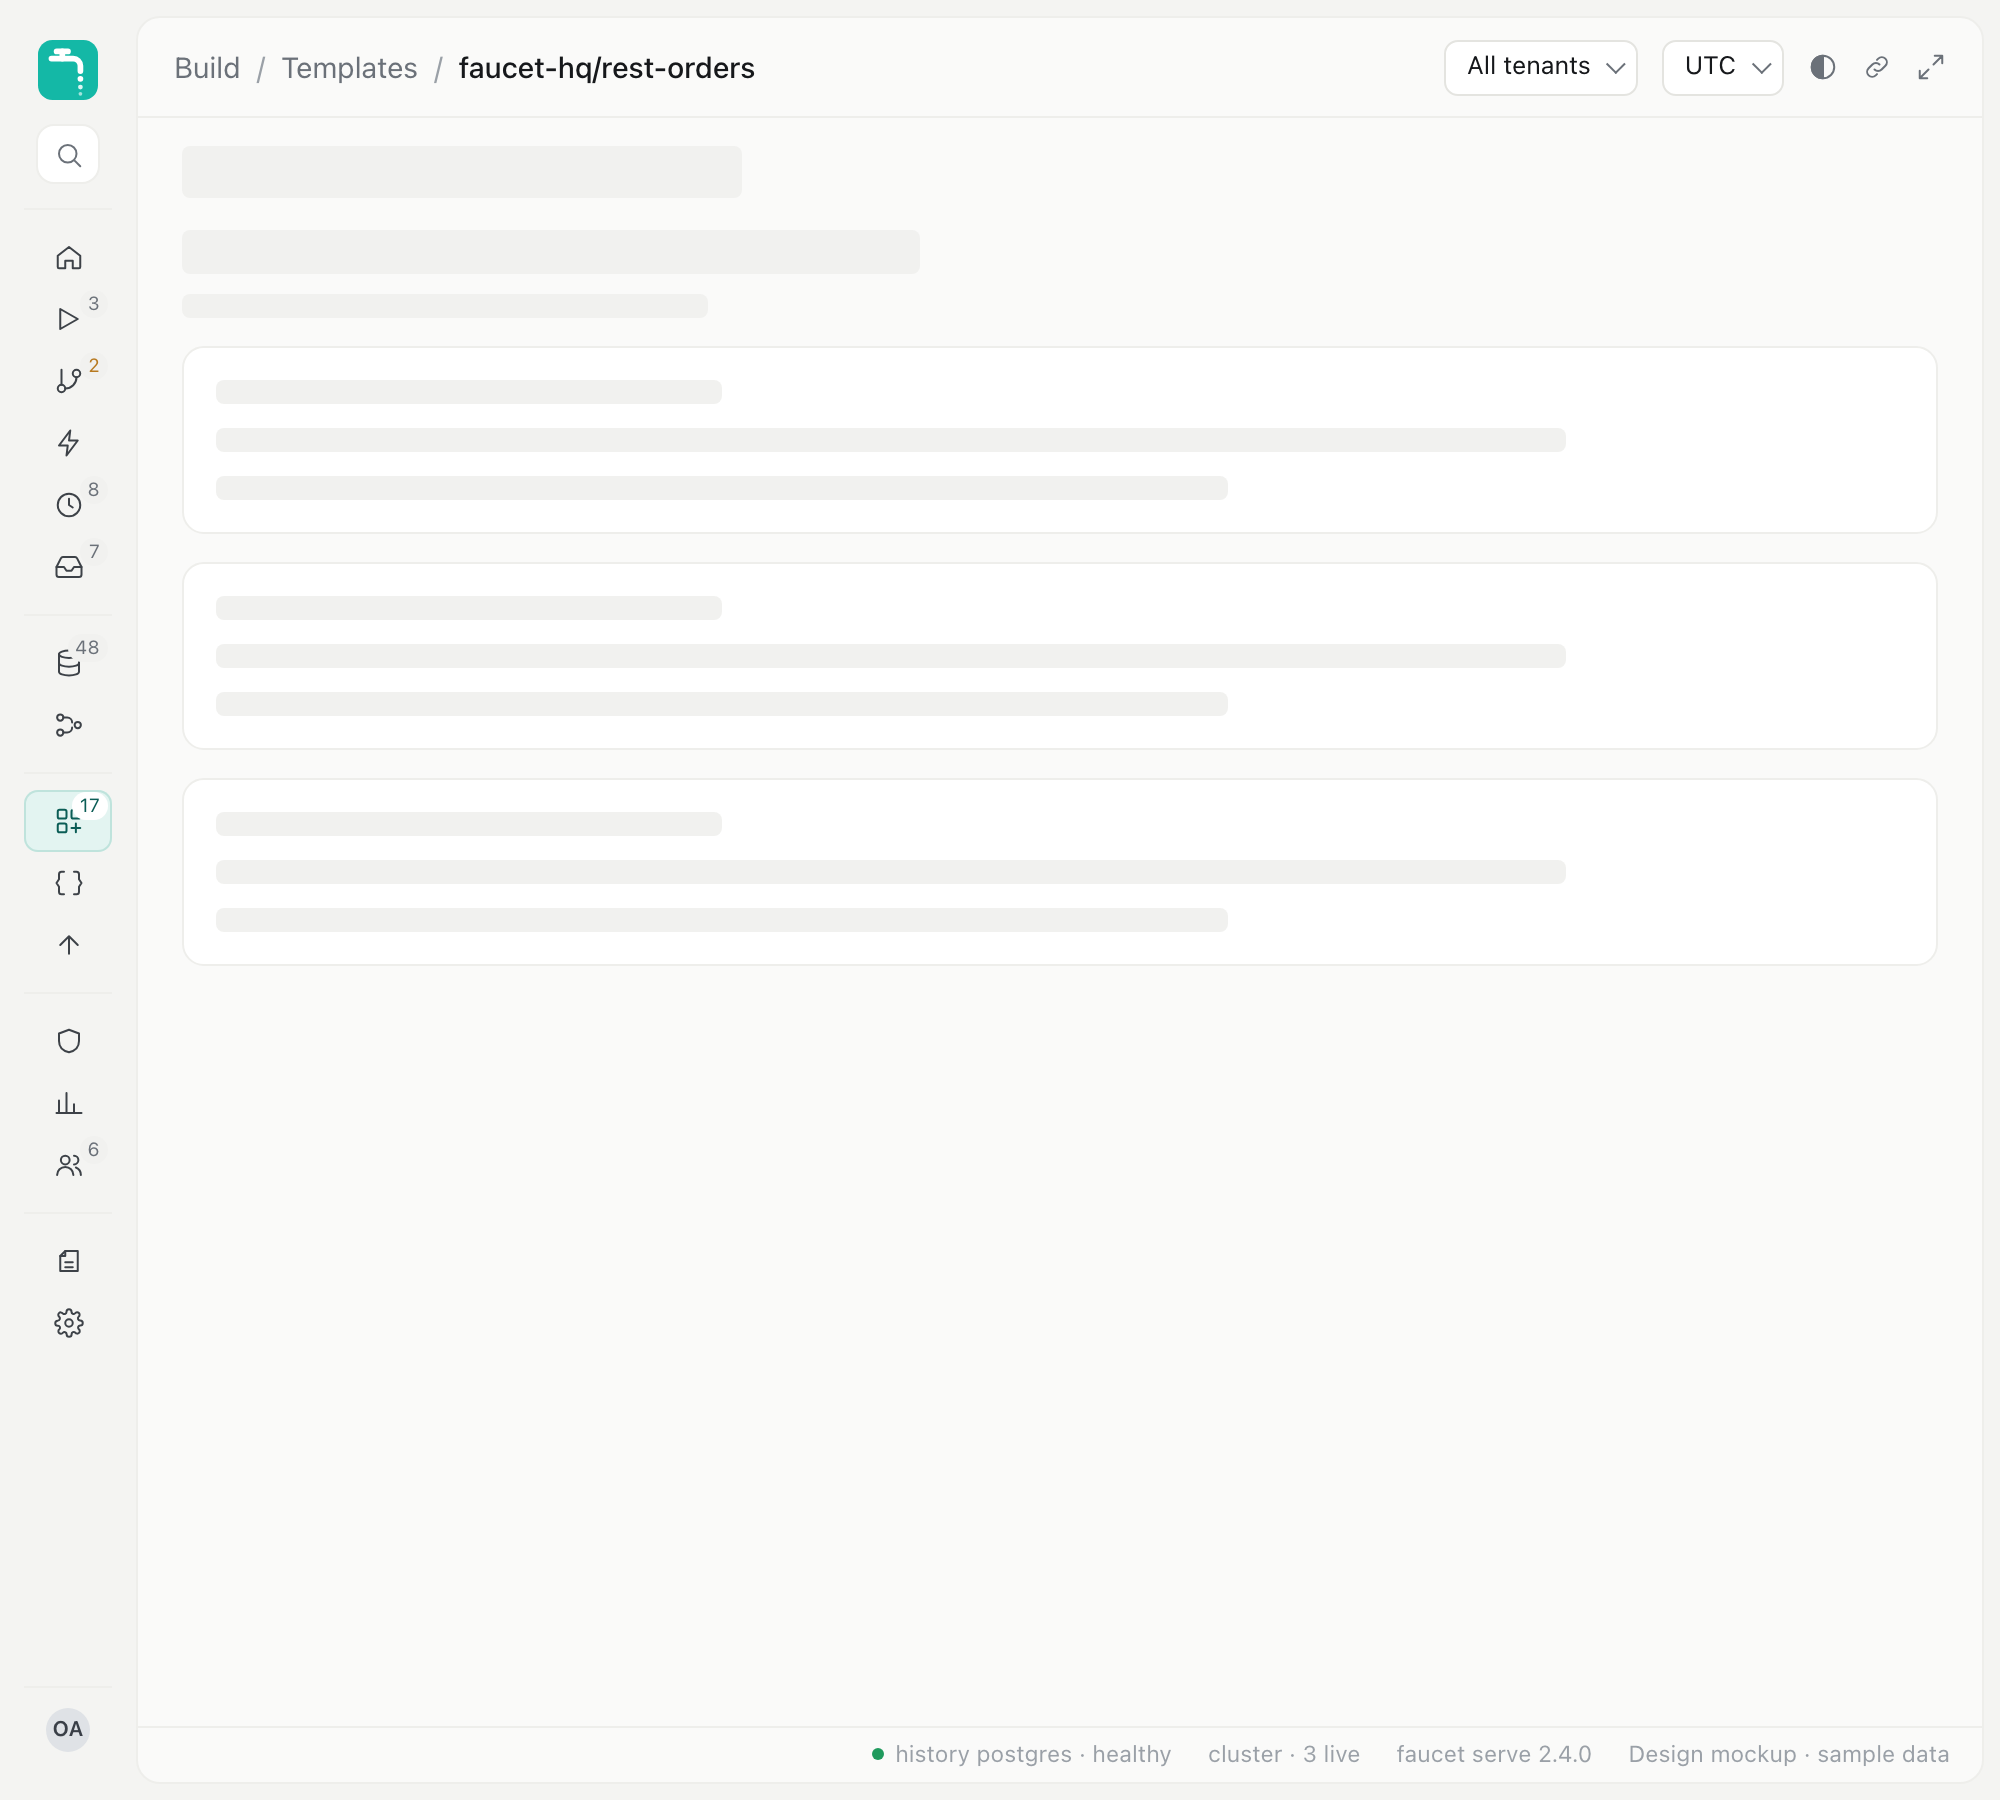 Build / Templates / faucet-hq/rest-orders
All tenants
UTC
3
2
8
7
48
17
6
OA
history postgres · healthy
cluster · 3 live
faucet serve 2.4.0
Design mockup · sample data